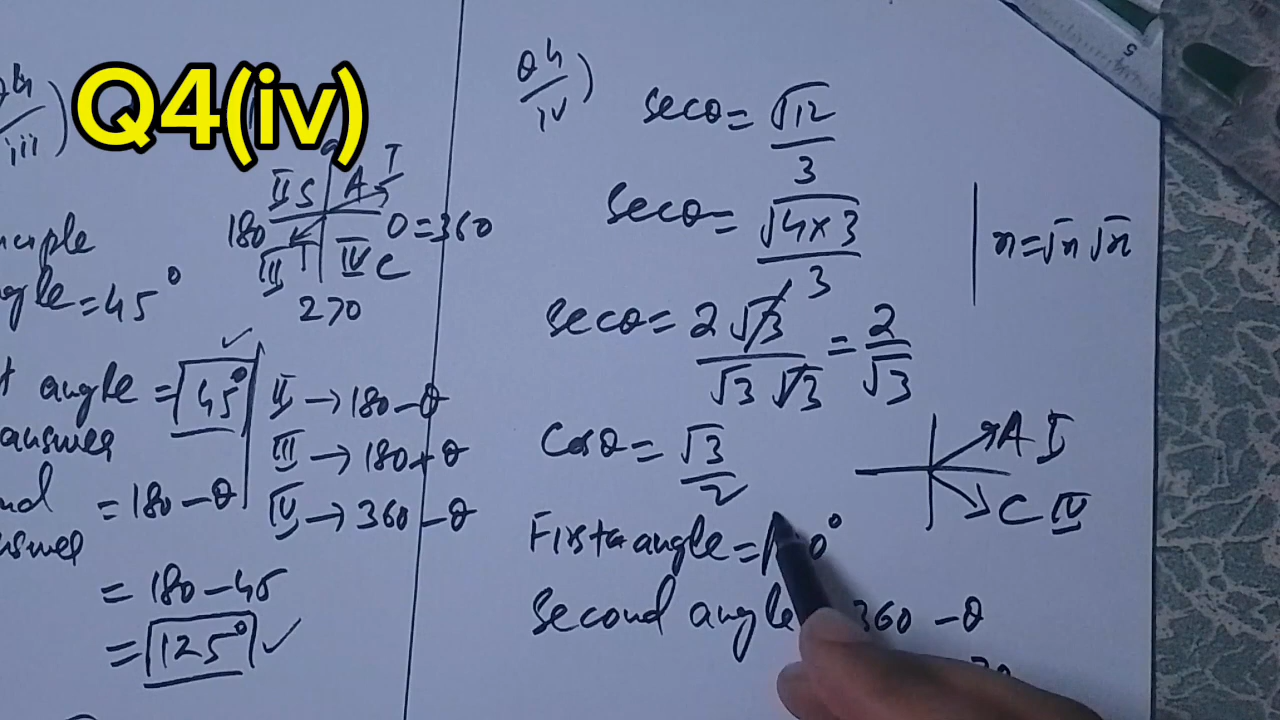 Q4(iv)
Q4/iii)
II S A I
180 0=360
III T IV C
270
angle=45°
angle = 45°
answer
= 180-θ
II → 180-θ
III → 180+θ
IV → 360-θ
= 180-45
= 125°
Q4/iv)
secθ = √12/3
secθ = √4×3/3
n=√n √n
secθ = 2√3/√3 √3 = 2/√3
cosθ = √3/2
A I
C IV
First angle =
Second angle 360 -θ